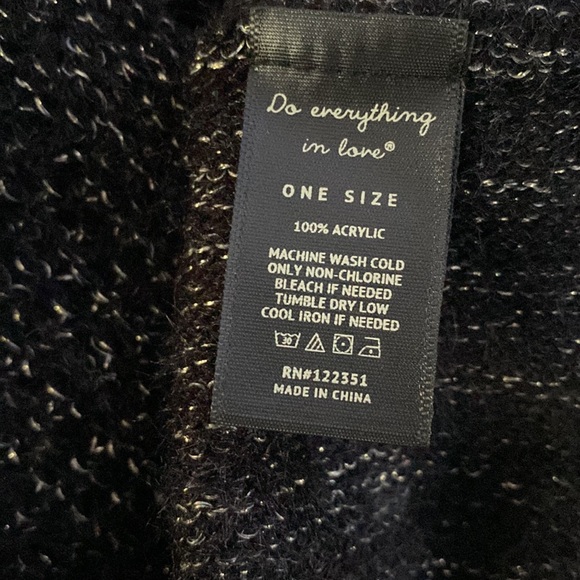 Do everything
in love®
ONE SIZE
100% ACRYLIC
MACHINE WASH COLD
ONLY NON-CHLORINE
BLEACH IF NEEDED
TUMBLE DRY LOW
COOL IRON IF NEEDED
30
RN#122351
MADE IN CHINA